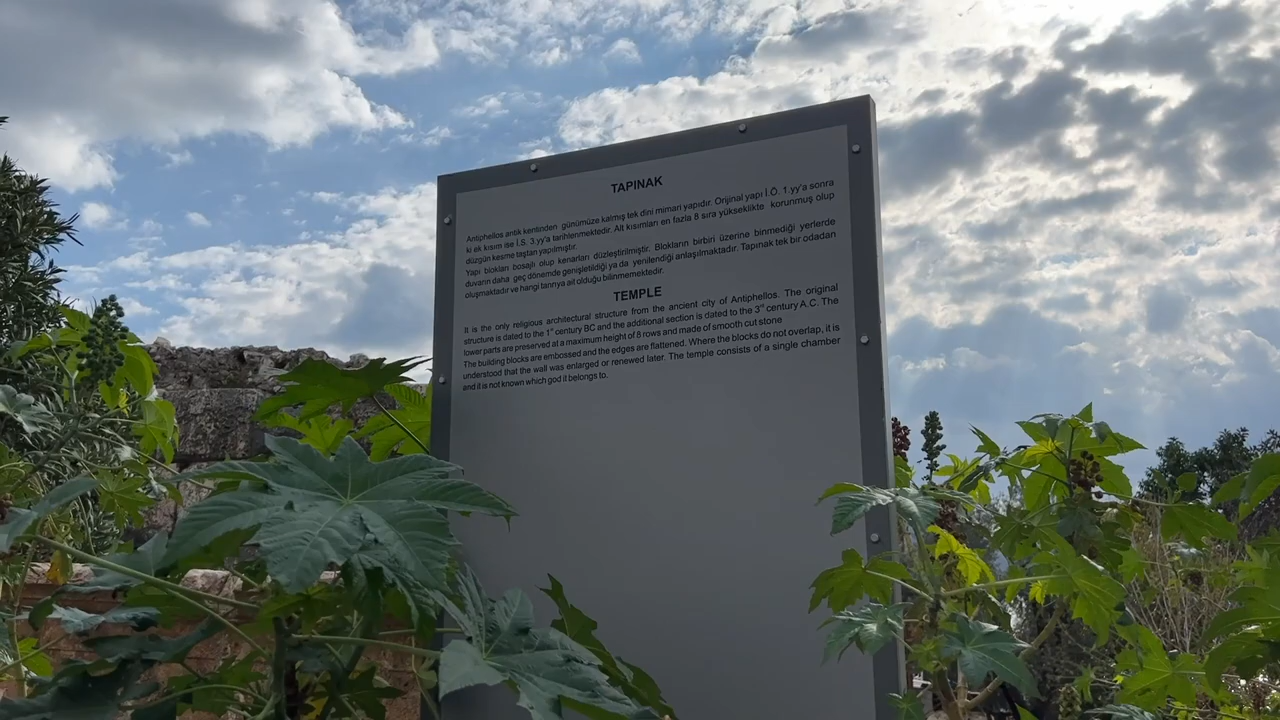 TAPINAK
Antiphellos antik kentinden günümüze kalmış tek dini mimari yapıdır. Orijinal yapı İ.Ö. 1.yy'a sonra
ki ek kısım ise İ.S. 3.yy'a tarihlenmektedir. Alt kısımları en fazla 8 sıra yükseklikte korunmuş olup
düzgün kesme taştan yapılmıştır.
Yapı blokları bosajlı olup kenarları düzleştirilmiştir. Blokların birbiri üzerine binmediği yerlerde
duvarın daha geç dönemde genişletildiği ya da yenilendiği anlaşılmaktadır. Tapınak tek bir odadan
oluşmaktadır ve hangi tanrıya ait olduğu bilinmemektedir.
TEMPLE
It is the only religious architectural structure from the ancient city of Antiphellos. The original
structure is dated to the 1st century BC and the additional section is dated to the 3rd century A.C. The
lower parts are preserved at a maximum height of 8 rows and made of smooth cut stone
The building blocks are embossed and the edges are flattened. Where the blocks do not overlap, it is
understood that the wall was enlarged or renewed later. The temple consists of a single chamber
and it is not known which god it belongs to.